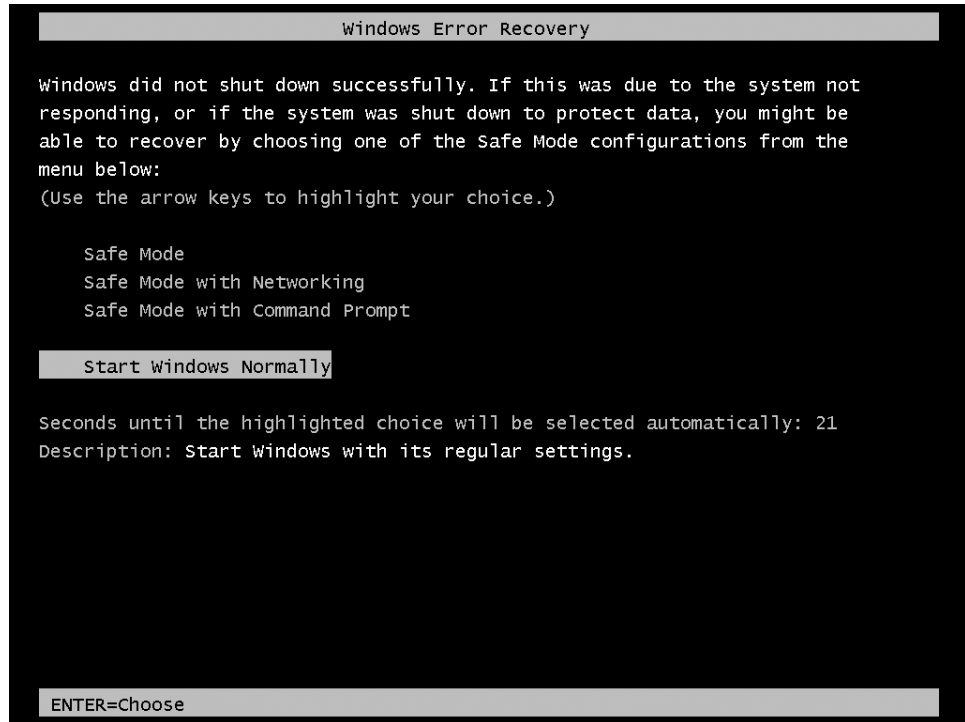 Windows Error Recovery
Windows did not shut down successfully. If this was due to the system not
responding, or if the system was shut down to protect data, you might be
able to recover by choosing one of the Safe Mode configurations from the
menu below:
(Use the arrow keys to highlight your choice.)
Safe Mode
Safe Mode with Networking
Safe Mode with Command Prompt
Start Windows Normally
Seconds until the highlighted choice will be selected automatically: 21
Description: Start Windows with its regular settings.
ENTER=Choose